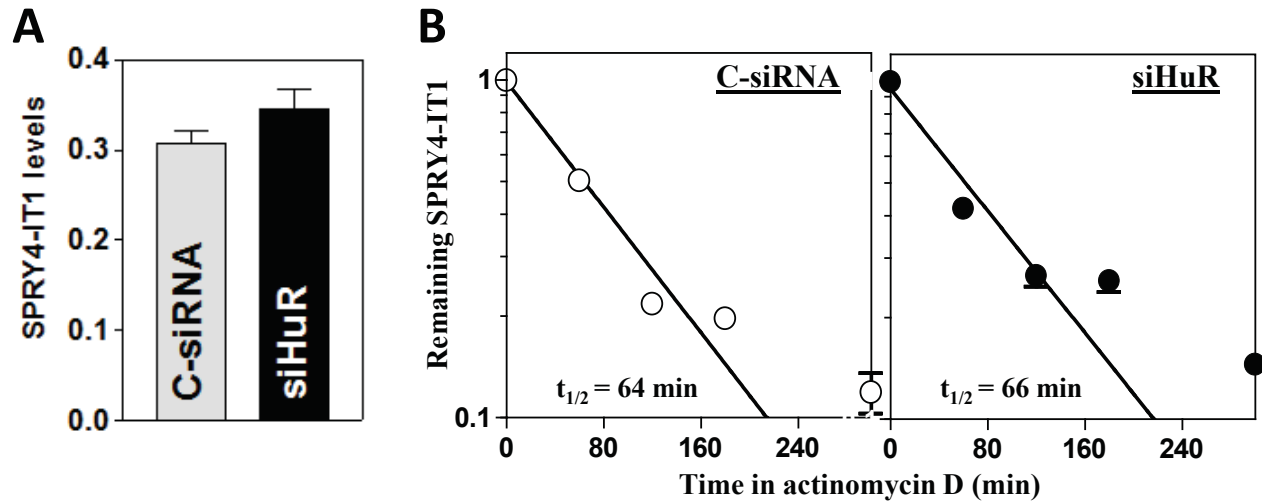 A
SPRY4-IT1 levels
0.4
0.3
0.2
0.1
0.0
C-siRNA
siHuR
B
Remaining SPRY4-IT1
1
0.1
C-siRNA
t1/2 = 64 min
0 80 160 240
siHuR
t1/2 = 66 min
0 80 160 240
Time in actinomycin D (min)